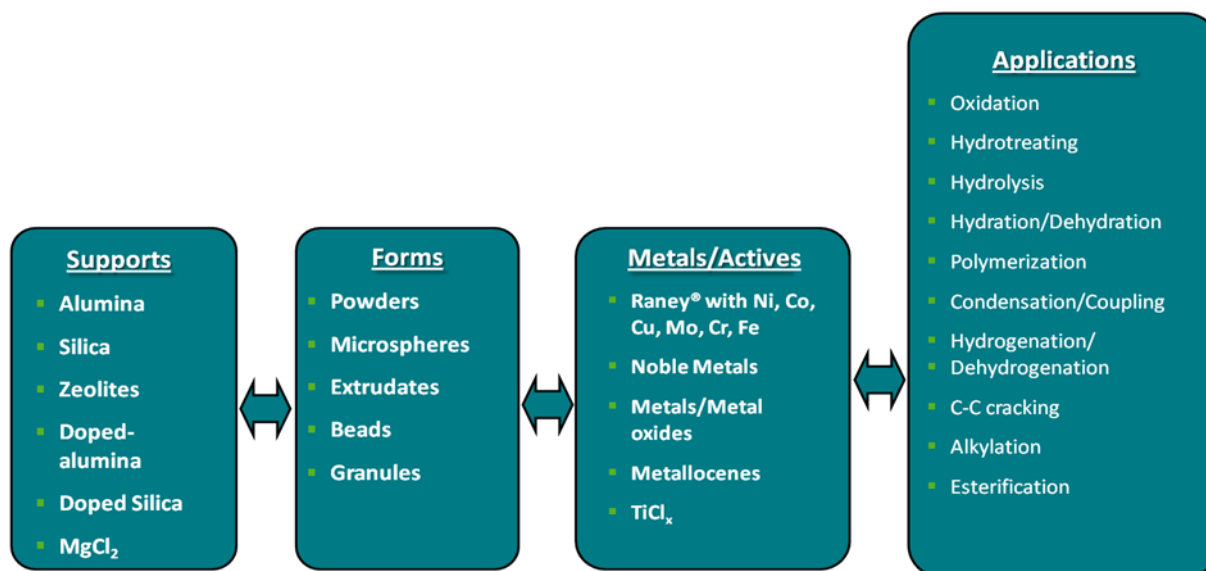 Supports
Alumina
Silica
Zeolites
Doped-
alumina
Doped Silica
MgCl₂
Forms
Powders
Microspheres
Extrudates
Beads
Granules
Metals/Actives
Raney® with Ni, Co,
Cu, Mo, Cr, Fe
Noble Metals
Metals/Metal
oxides
Metallocenes
TiClₓ
Applications
Oxidation
Hydrotreating
Hydrolysis
Hydration/Dehydration
Polymerization
Condensation/Coupling
Hydrogenation/
Dehydrogenation
C-C cracking
Alkylation
Esterification